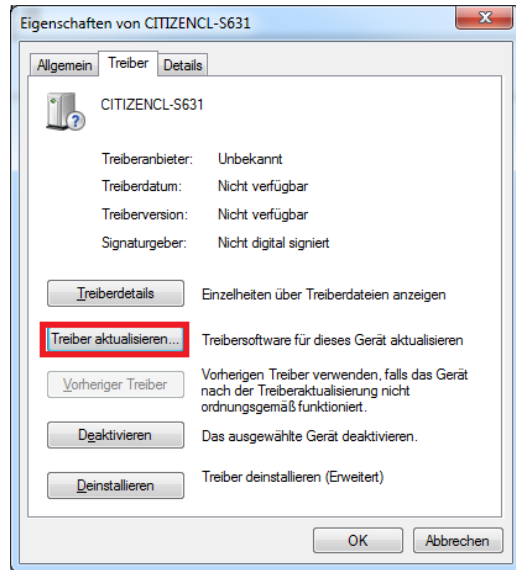 Eigenschaften von CITIZENCL-S631
Allgemein Treiber Details
CITIZENCL-S631
Treiberanbieter: Unbekannt
Treiberdatum: Nicht verfügbar
Treiberversion: Nicht verfügbar
Signaturgeber: Nicht digital signiert
Treiberdetails Einzelheiten über Treiberdateien anzeigen
Treiber aktualisieren... Treibersoftware für dieses Gerät aktualisieren
Vorheriger Treiber Vorherigen Treiber verwenden, falls das Gerät
nach der Treiberaktualisierung nicht
ordnungsgemäß funktioniert.
Deaktivieren Das ausgewählte Gerät deaktivieren.
Deinstallieren Treiber deinstallieren (Erweitert)
OK Abbrechen